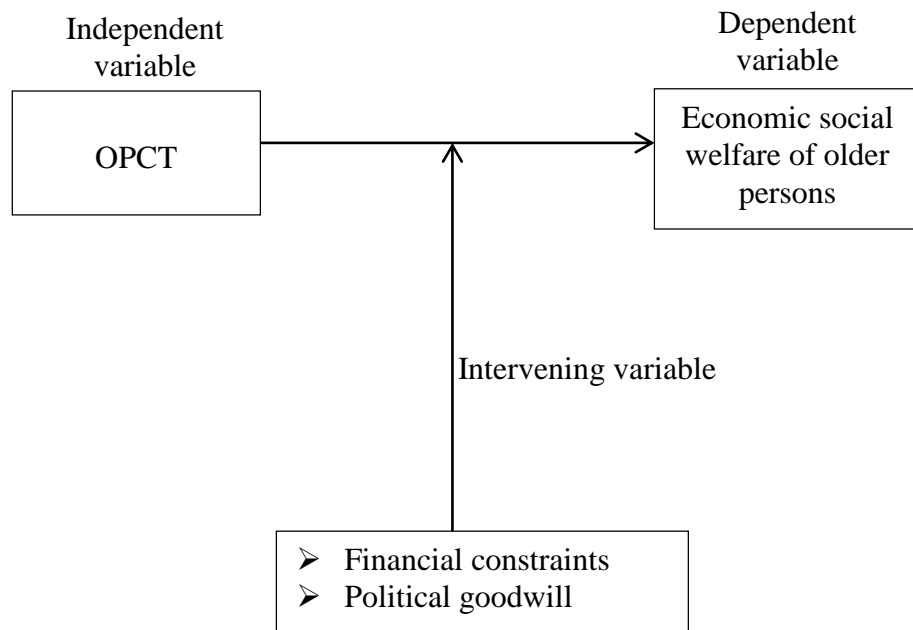 Independent
variable
Dependent
variable
OPCT
Economic social
welfare of older
persons
Intervening variable
➢ Financial constraints
➢ Political goodwill